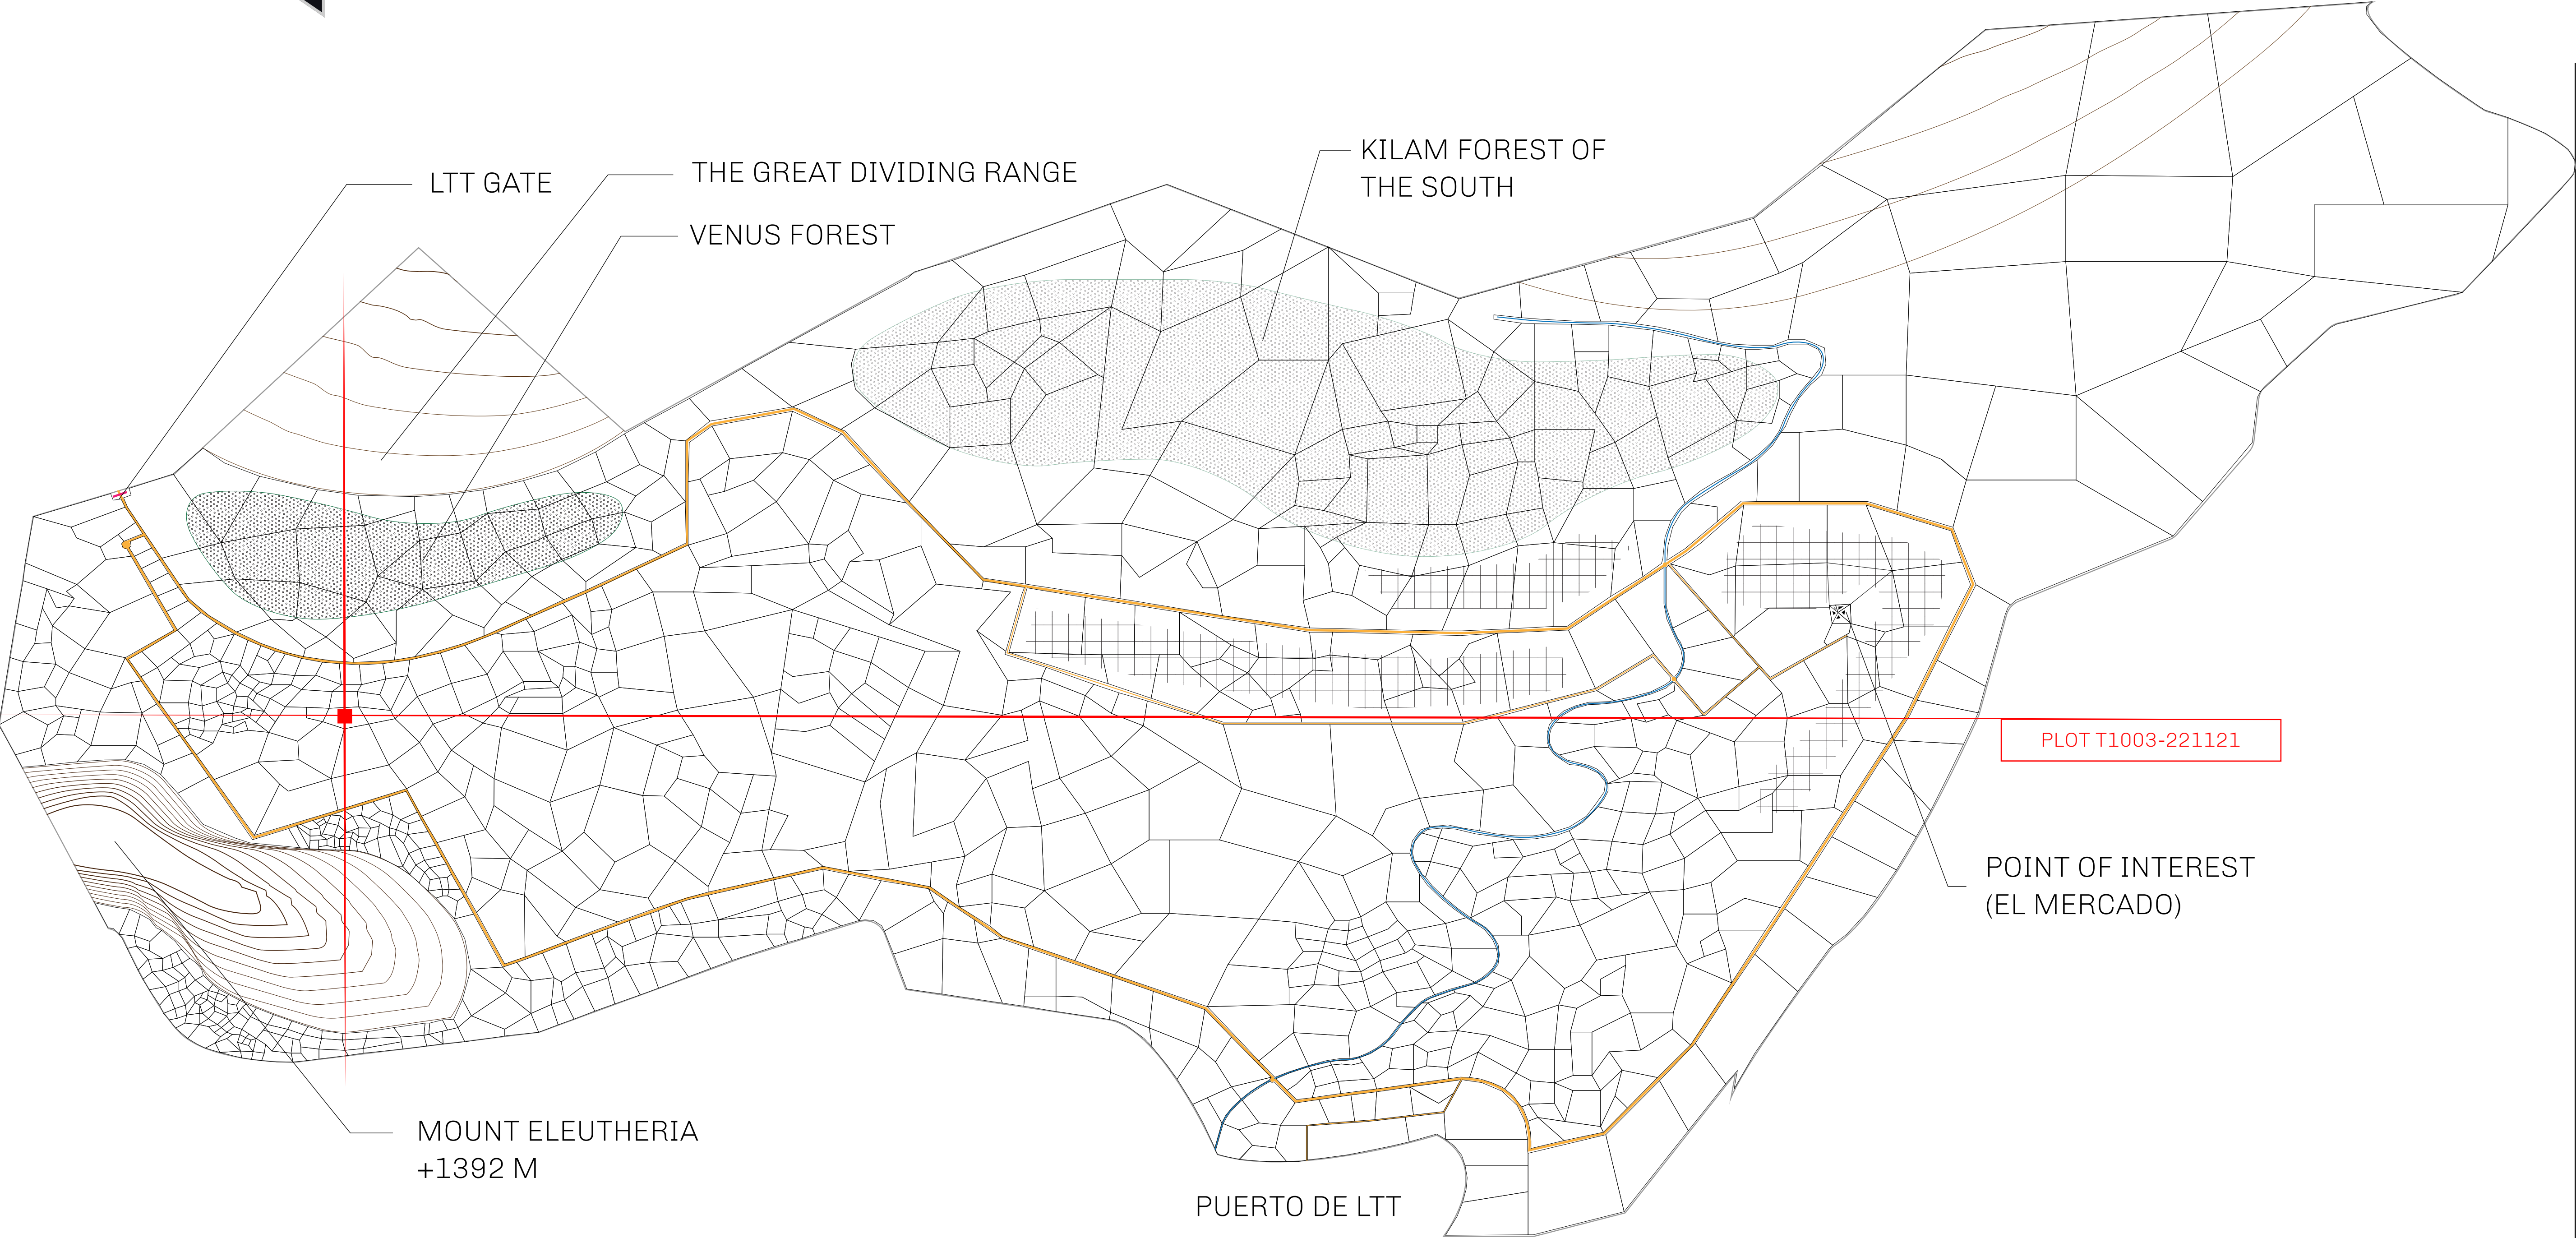 KILAM FOREST OF
THE SOUTH
THE GREAT DIVIDING RANGE
LTT GATE
VENUS FOREST
PLOT T1003-221121
POINT OF INTEREST
(EL MERCADO)
MOUNT ELEUTHERIA
+1392 M
PUERTO DE LTT